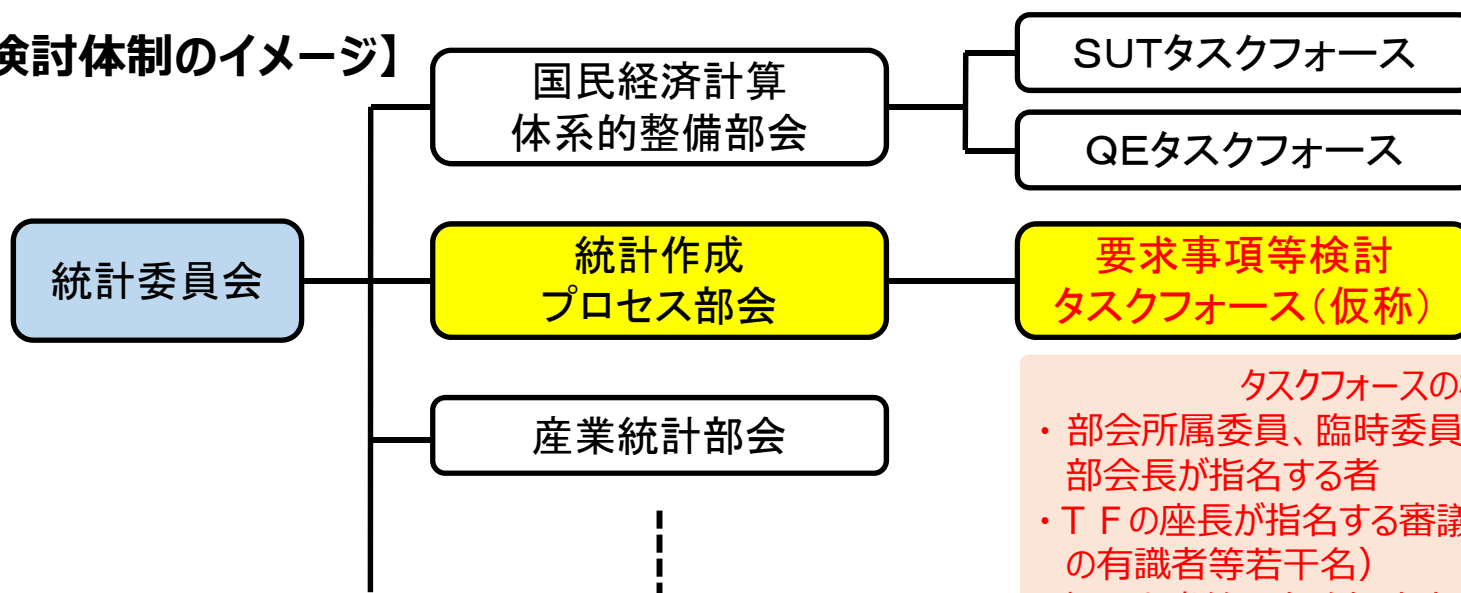 検討体制のイメージ】
国民経済計算
体系的整備部会
SUTタスクフォース
QEタスクフォース
統計委員会
統計作成
プロセス部会
要求事項等検討
タスクフォース（仮称）
産業統計部会
タスクフォースの
・部会所属委員、臨時委員
部会長が指名する者
・ＴＦの座長が指名する審議
の有識者等若干名）